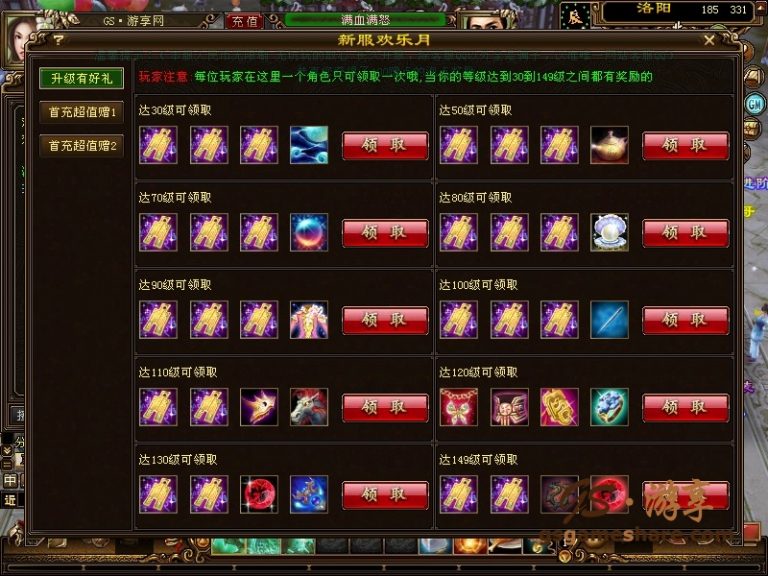 GS·游享网
充值
满血满怒
辰
洛阳
185 331
?
新服欢乐月
GM
玩家注意:每位玩家在这里一个角色只可领取一次哦,当你的等级达到30到149级之间都有奖励的
升级有好礼
首充超值赠1
首充超值赠2
达30级可领取
领取
达50级可领取
领取
达70级可领取
领取
达80级可领取
领取
达90级可领取
领取
达100级可领取
领取
达110级可领取
领取
达120级可领取
领取
达130级可领取
领取
达149级可领取
进阶
甲
近
游享
gsgameshare.com